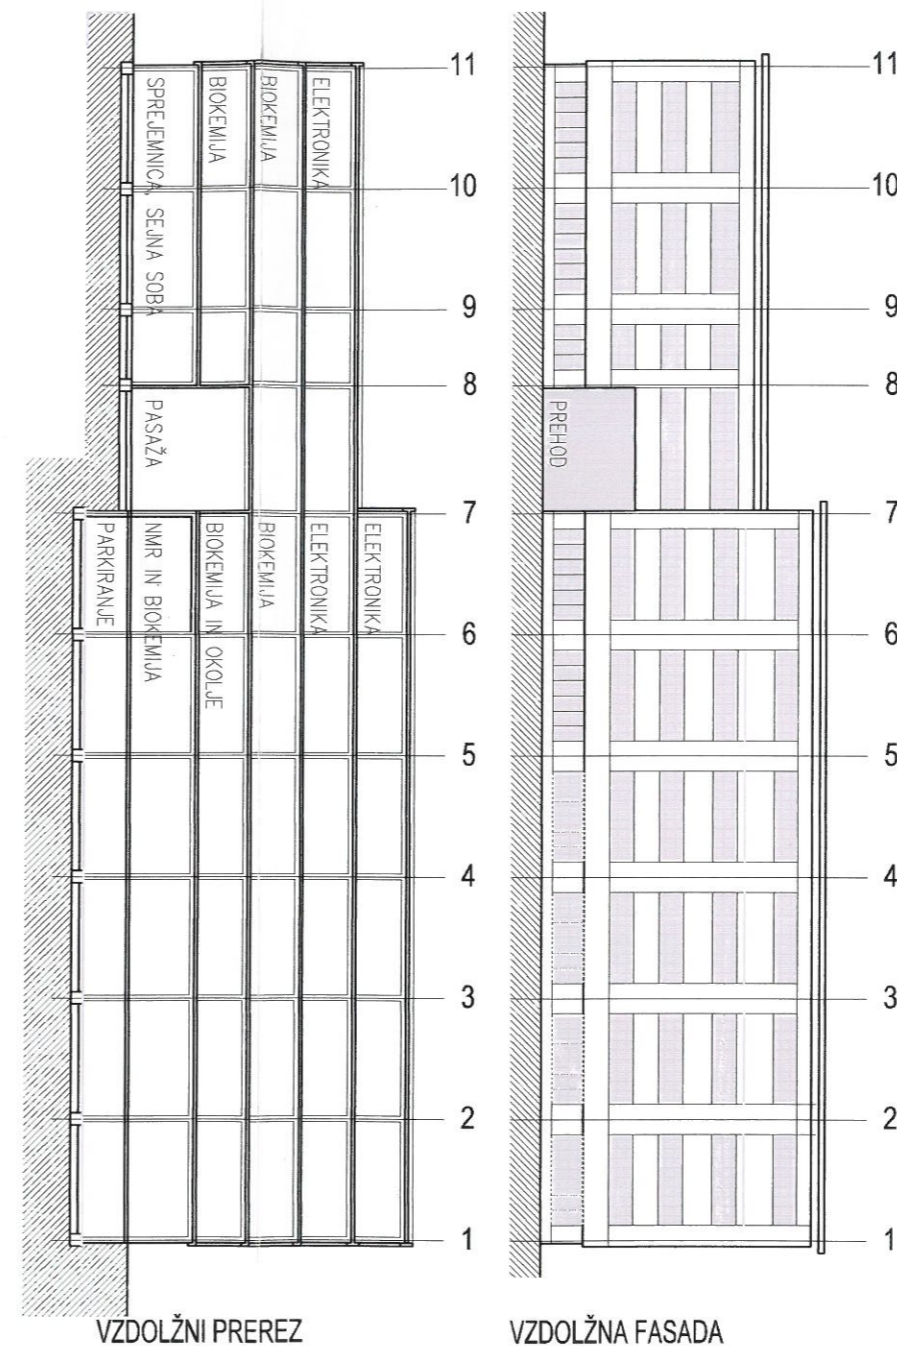 11
10
9
8
7
6
5
4
3
2
1
SPREJEMNICA, SEJNA SOBA
BIOKEMIJA
BIOKEMIJA
ELEKTRONIKA
PASAŽA
PARKIRANJE
NMR IN BIOKEMIJA
BIOKEMIJA IN OKOLJE
BIOKEMIJA
ELEKTRONIKA
ELEKTRONIKA
VZDOLŽNI PREREZ
11
10
9
8
7
6
5
4
3
2
1
PREHOD
VZDOLŽNA FASADA